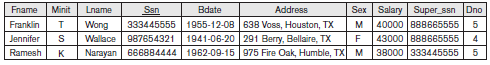 Fname Minit Lname Ssn Bdate Address Sex Salary Super_ssn Dno
Franklin T Wong 333445555 1955-12-08 638 Voss, Houston, TX M 40000 888665555 5
Jennifer S Wallace 987654321 1941-06-20 291 Berry, Bellaire, TX F 43000 888665555 4
Ramesh K Narayan 666884444 1962-09-15 975 Fire Oak, Humble, TX M 38000 333445555 5